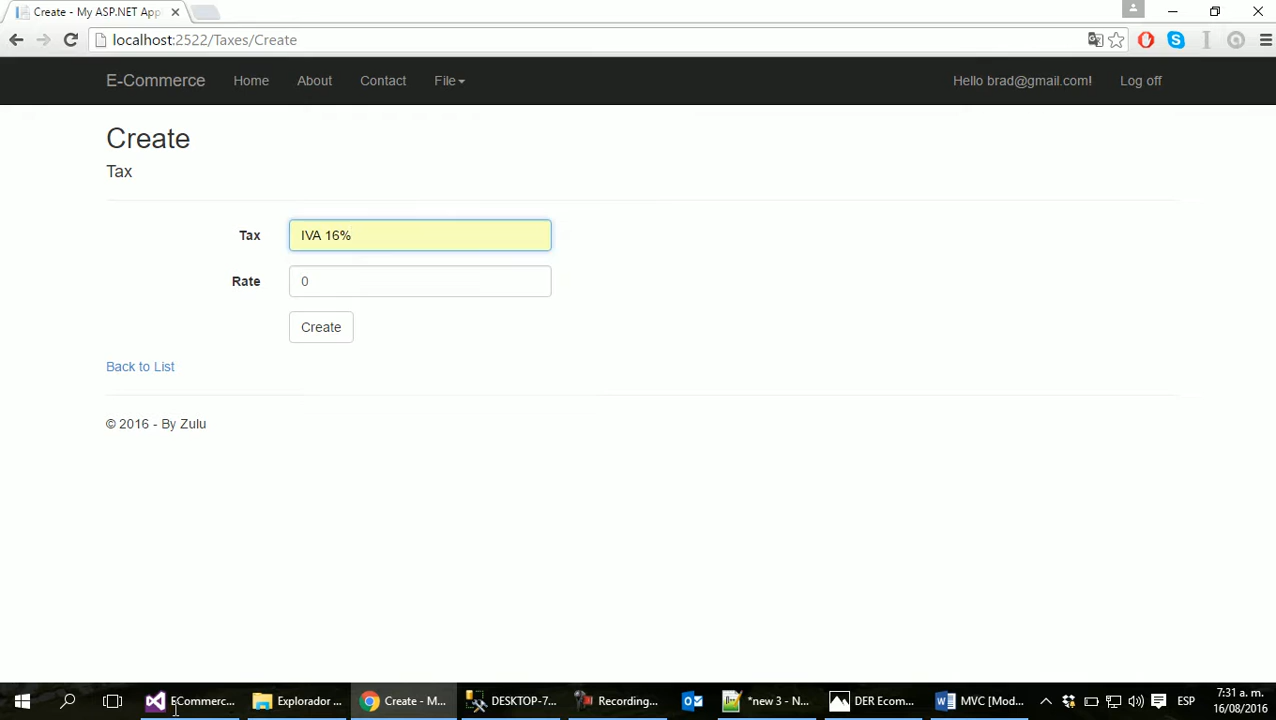 Create - My ASP.NET App
localhost:2522/Taxes/Create
E-Commerce Home About Contact File Hello brad@gmail.com! Log off
Create
Tax
Tax IVA 16%
Rate 0
Create
Back to List
© 2016 - By Zulu
ECommerc... Explorador ... Create - M... DESKTOP-7... Recording... *new 3 - N... DER Ecom... MVC [Mod... ESP 7:31 a. m.
16/08/2016